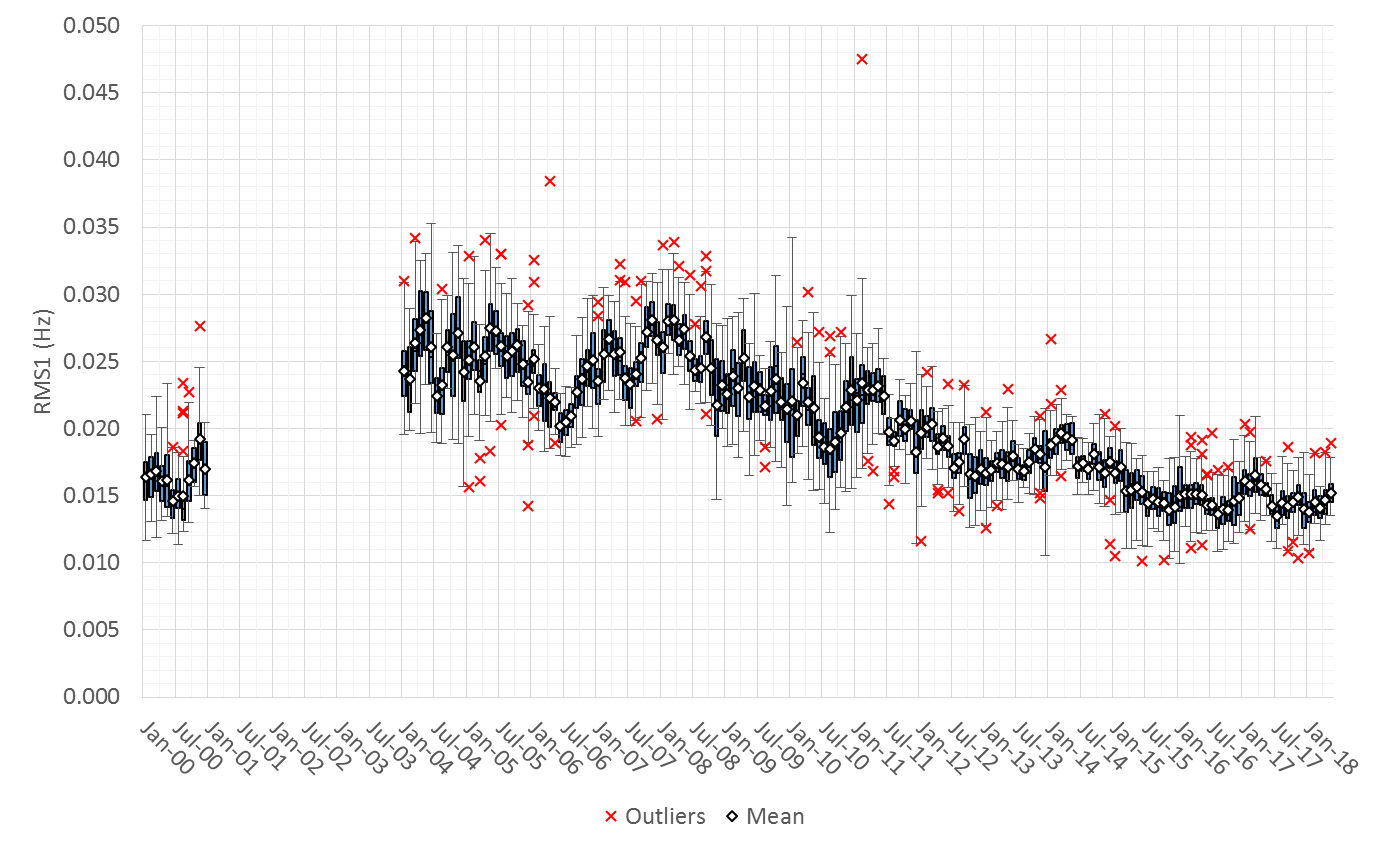 0.050
0.045
0.040
0.035
0.030
0.025
0.020
0.015
0.010
0.005
0.000
RMS1 (Hz)
Jan-00
Jul-00
Jan-01
Jul-01
Jan-02
Jul-02
Jan-03
Jul-03
Jan-04
Jul-04
Jan-05
Jul-05
Jan-06
Jul-06
Jan-07
Jul-07
Jan-08
Jul-08
Jan-09
Jul-09
Jan-10
Jul-10
Jan-11
Jul-11
Jan-12
Jul-12
Jan-13
Jul-13
Jan-14
Jul-14
Jan-15
Jul-15
Jan-16
Jul-16
Jan-17
Jul-17
Jan-18
Outliers Mean